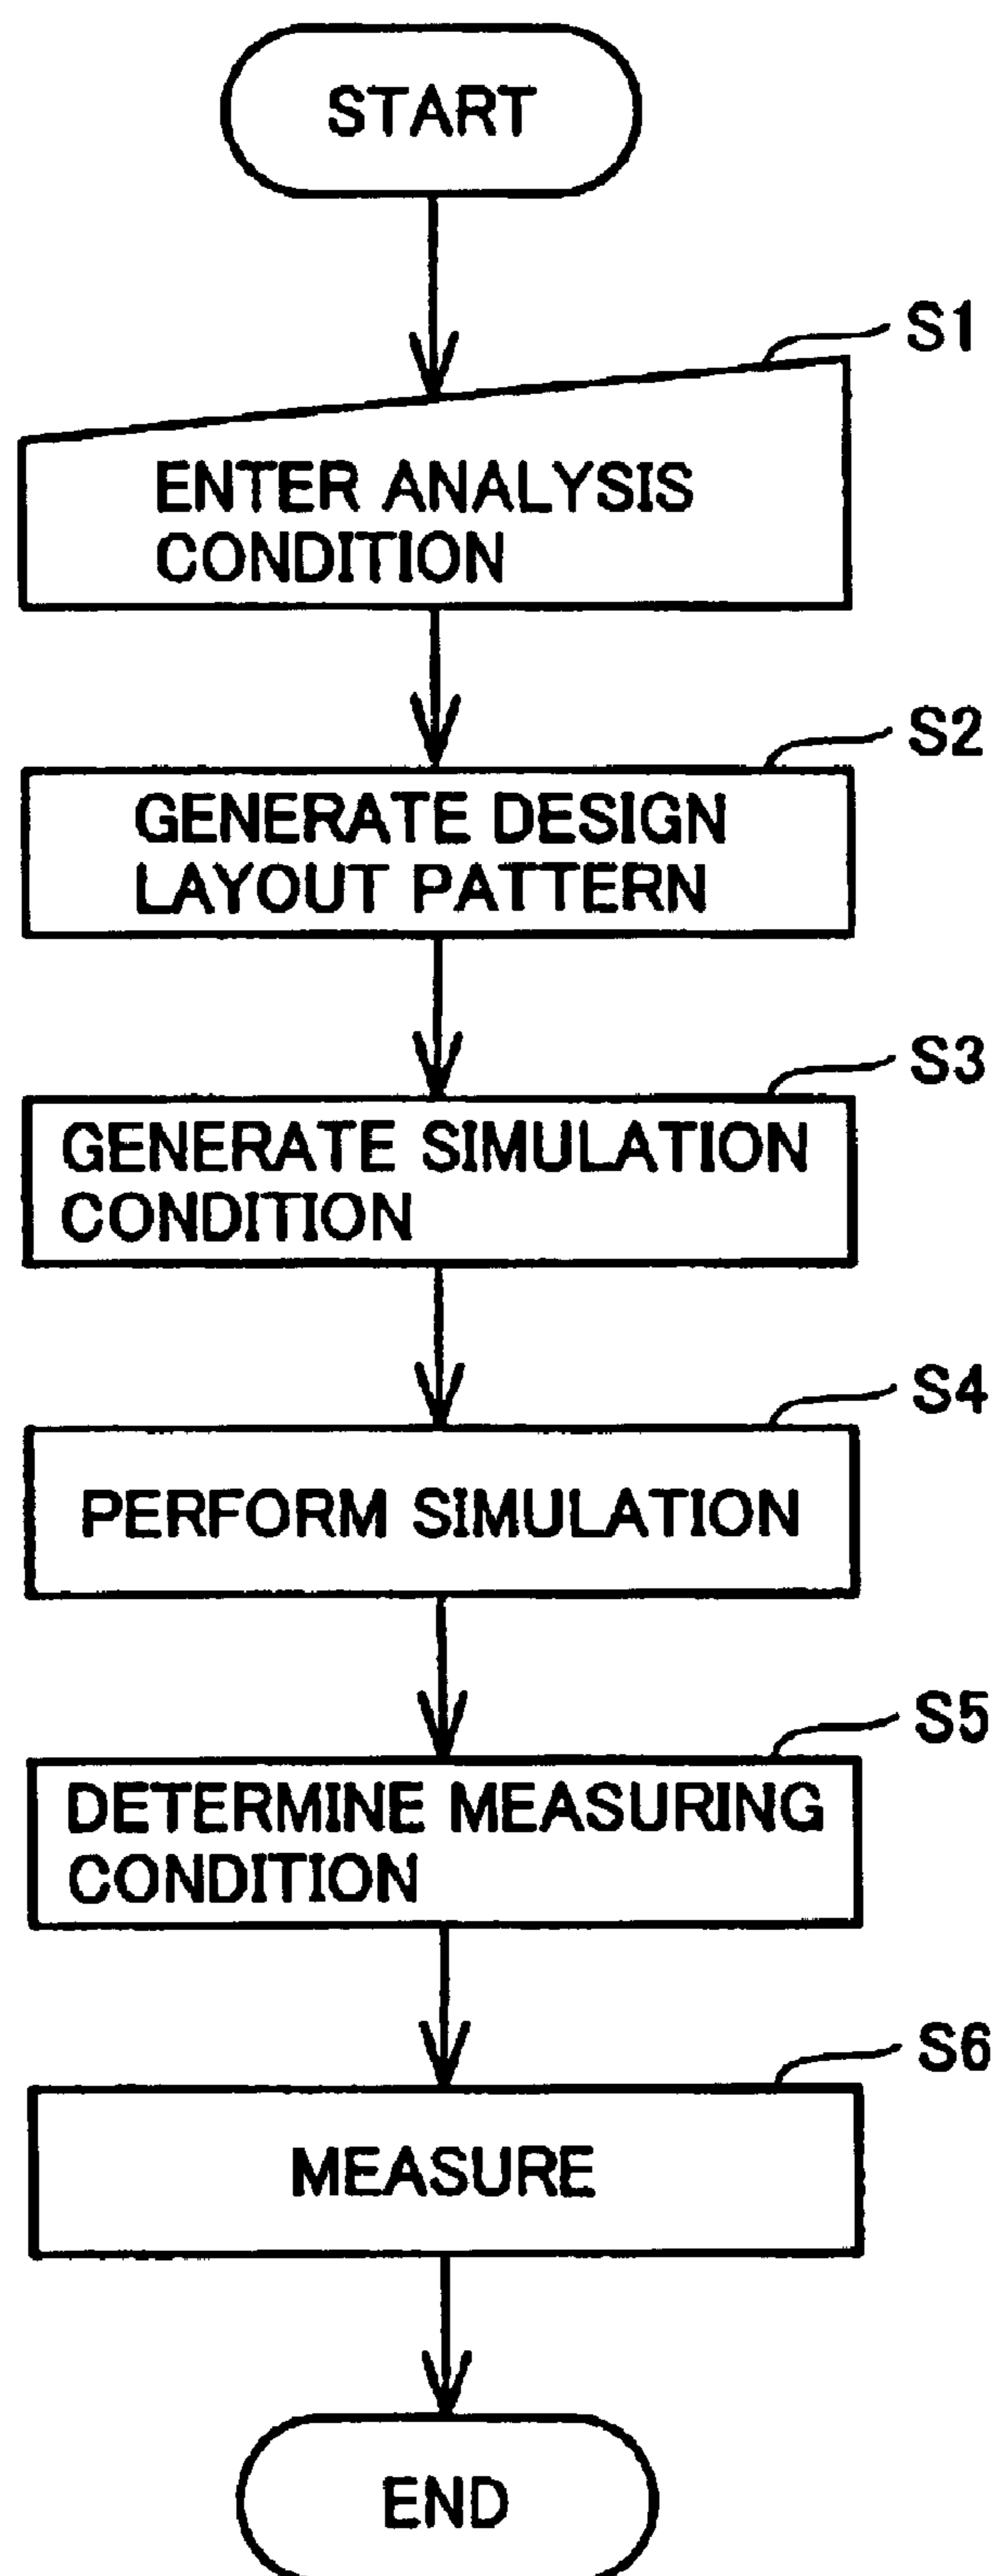 START
S1
ENTER ANALYSIS
CONDITION
S2
GENERATE DESIGN
LAYOUT PATTERN
S3
GENERATE SIMULATION
CONDITION
S4
PERFORM SIMULATION
S5
DETERMINE MEASURING
CONDITION
S6
MEASURE
END